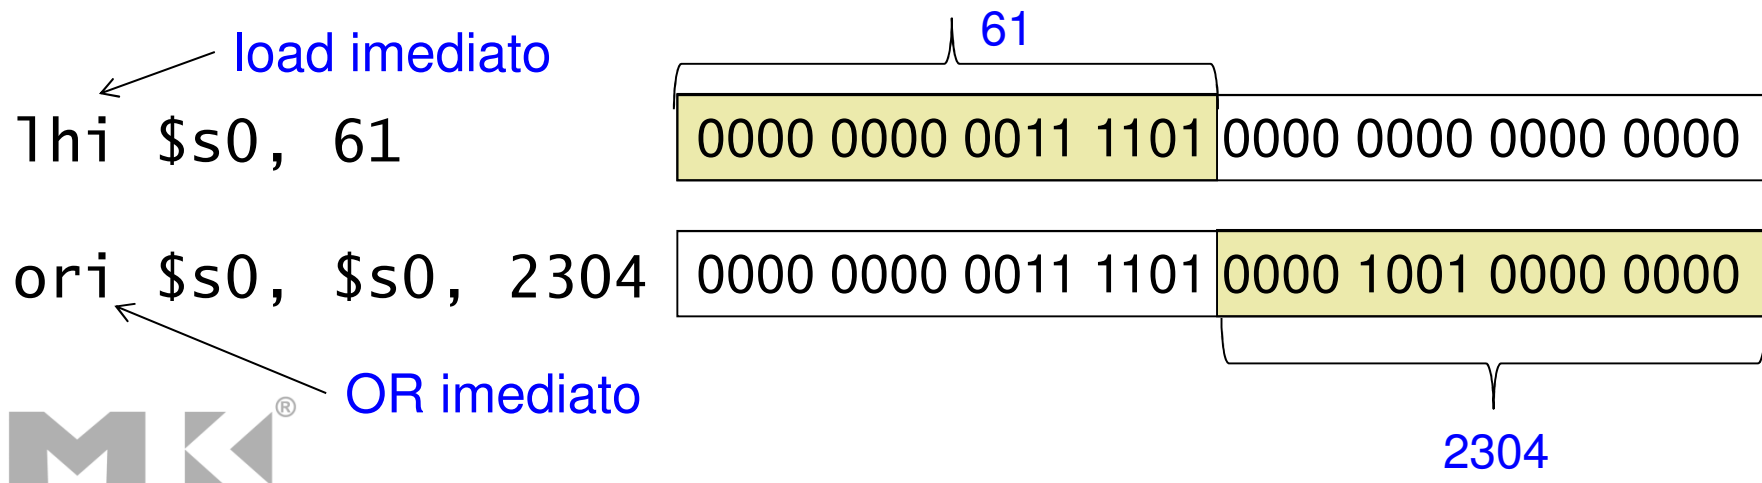 load imediato
61
lhi $s0, 61
0000 0000 0011 1101 0000 0000 0000 0000
ori $s0, $s0, 2304
0000 0000 0011 1101 0000 1001 0000 0000
OR imediato
2304
MK®